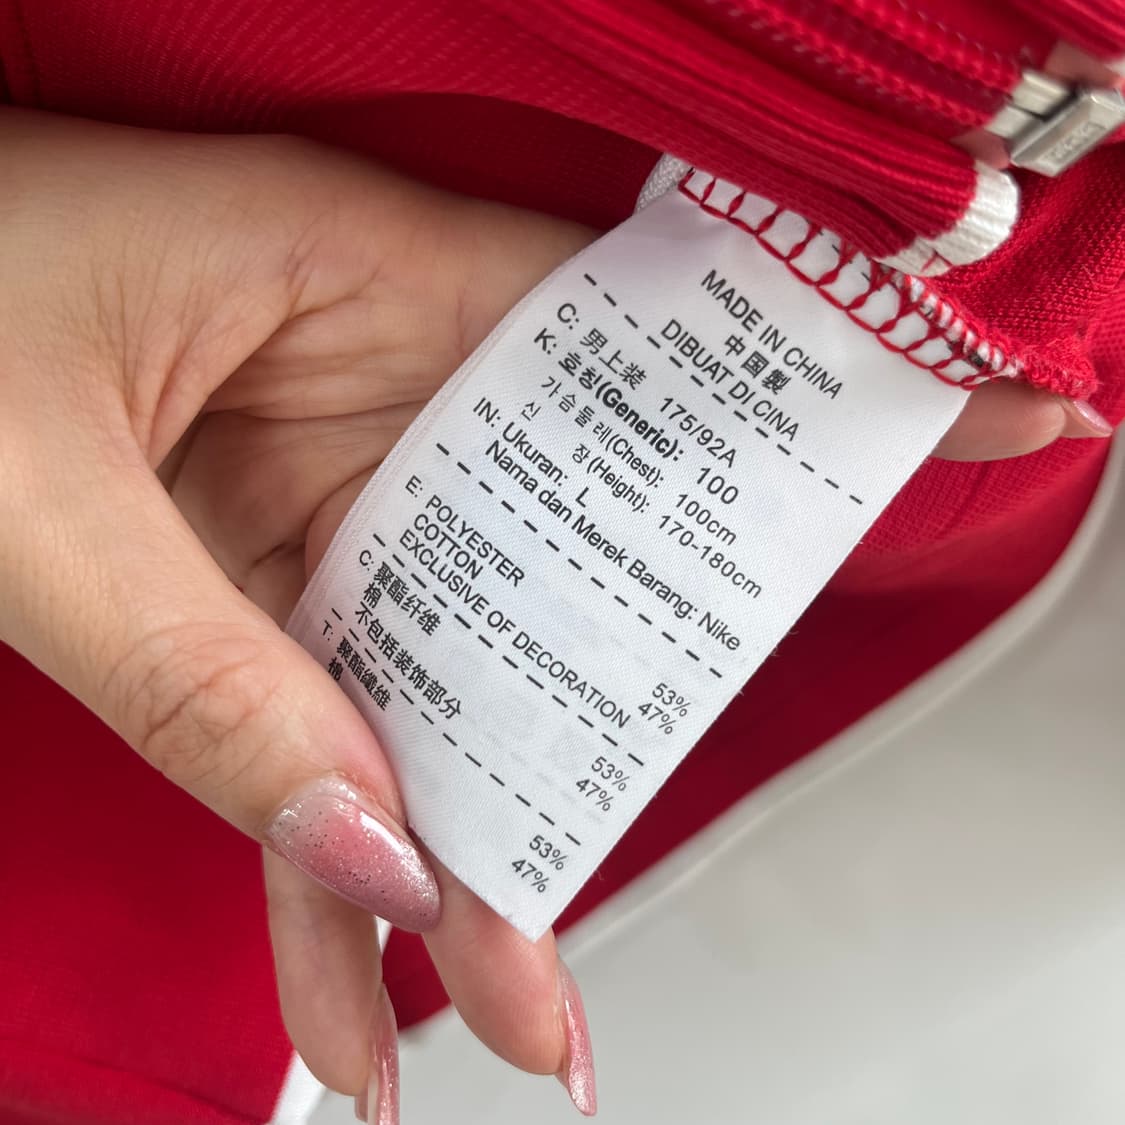 MADE IN CHINA
中国製
DIBUAT DI CINA
C: 男上装 175/92A
K: 호칭(Generic): 100
가슴둘레(Chest): 100cm
신 장(Height): 170-180cm
IN: Ukuran: L
Nama dan Merek Barang: Nike
E: POLYESTER 53%
COTTON 47%
EXCLUSIVE OF DECORATION
C: 聚酯纤维 53%
棉 47%
不包括装饰部分
T: 聚酯纖維 53%
棉 47%